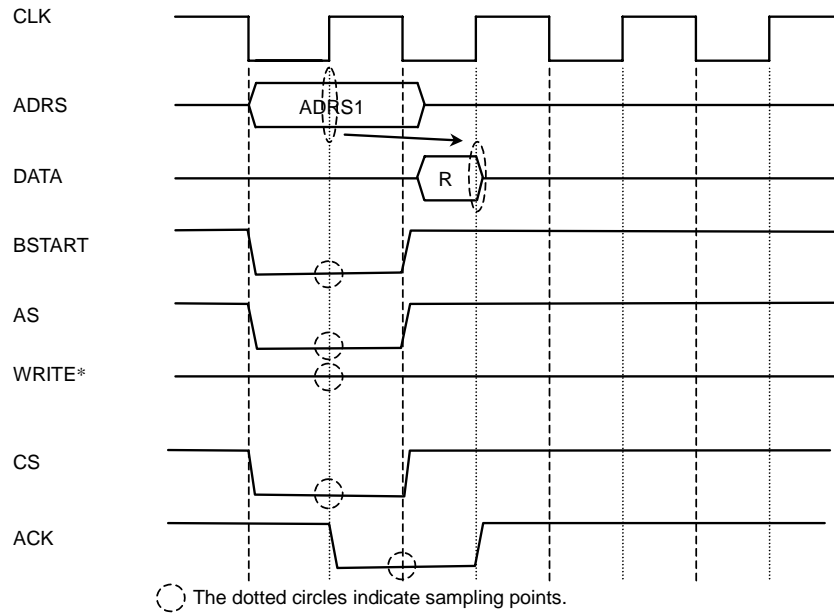 CLK
ADRS
ADRS1
DATA
R
BSTART
AS
WRITE*
CS
ACK
The dotted circles indicate sampling points.